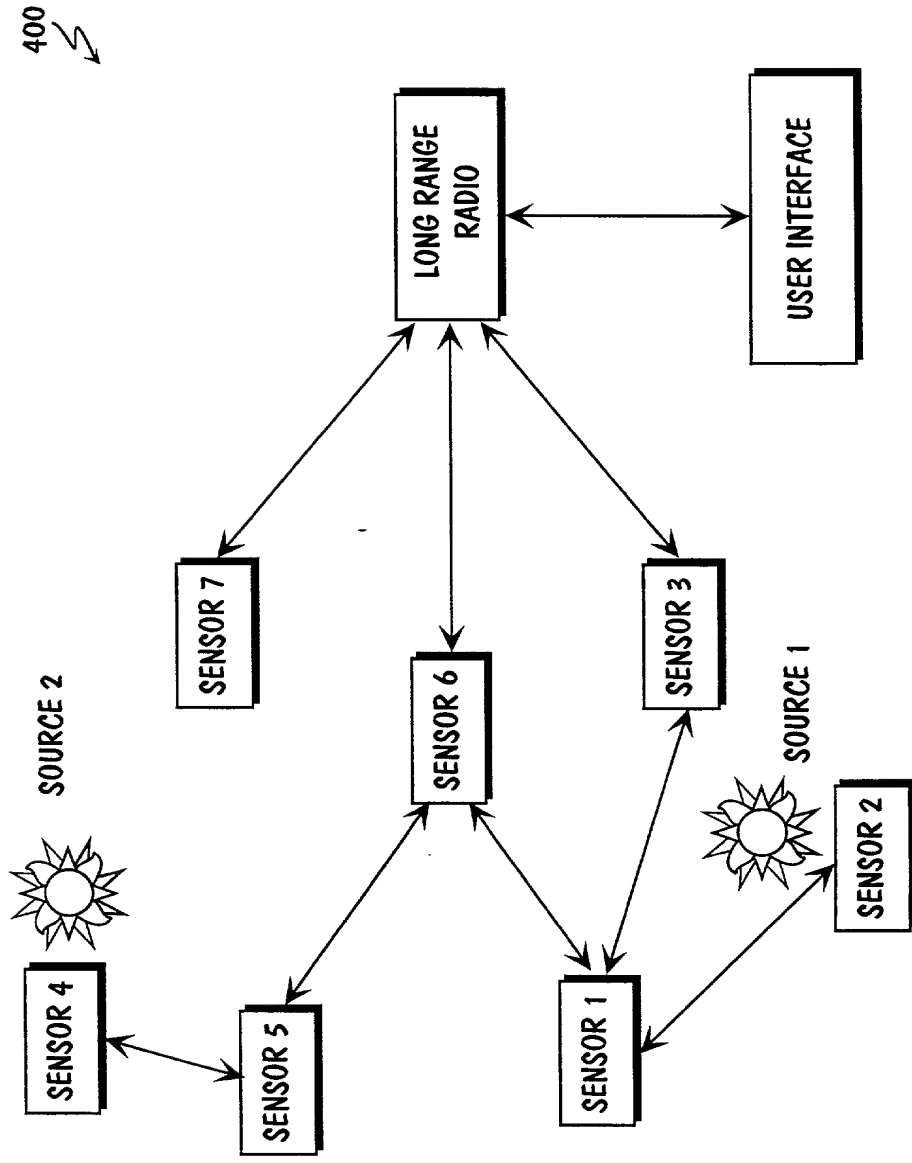 400
SOURCE 2
SENSOR 4
SENSOR 5
SENSOR 7
SENSOR 6
LONG RANGE
RADIO
SENSOR 1
SENSOR 3
SOURCE 1
SENSOR 2
USER INTERFACE